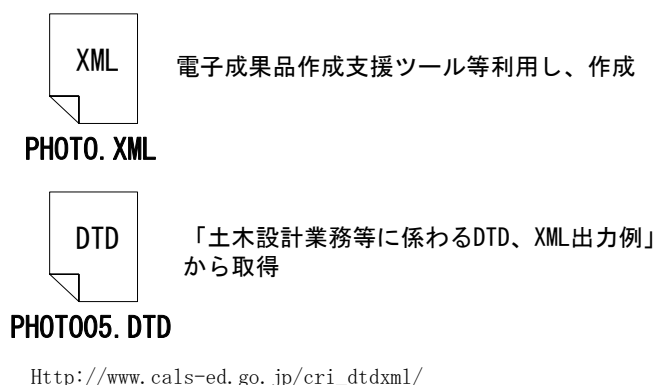 XML
電子成果品作成支援ツール等利用し、作成
PHOTO.XML
DTD
「土木設計業務等に係わるDTD、XML出力例」
から取得
PHOTO05.DTD
Http://www.cals-ed.go.jp/cri_dtdxml/